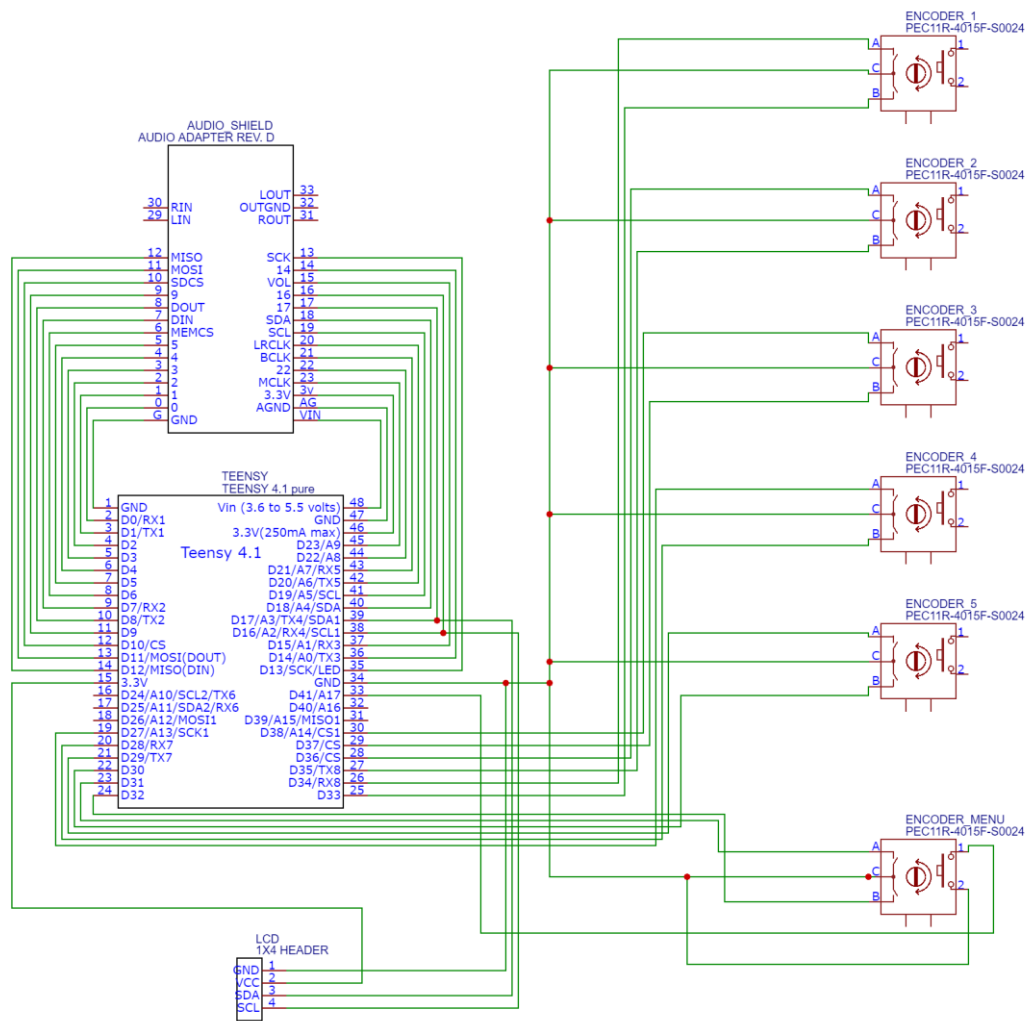 ENCODER_1
PEC11R-4015F-S0024
A
C
B
1
2
AUDIO_SHIELD
AUDIO ADAPTER REV. D
30 RIN
29 LIN
12 MISO
11 MOSI
10 SDCS
9 9
8 DOUT
7 DIN
6 MEMCS
5 5
4 4
3 3
2 2
1 1
0 0
G GND
LOUT 33
OUTGND 32
ROUT 31
SCK 13
14 14
VOL 15
16 16
17 17
SDA 18
SCL 19
LRCLK 20
BCLK 21
22 22
MCLK 23
3.3V 3v
AGND AG
VIN
ENCODER_2
PEC11R-4015F-S0024
A
C
B
1
2
ENCODER_3
PEC11R-4015F-S0024
A
C
B
1
2
ENCODER_4
PEC11R-4015F-S0024
A
C
B
1
2
TEENSY
TEENSY 4.1 pure
Teensy 4.1
1 GND
2 D0/RX1
3 D1/TX1
4 D2
5 D3
6 D4
7 D5
8 D6
9 D7/RX2
10 D8/TX2
11 D9
12 D10/CS
13 D11/MOSI(DOUT)
14 D12/MISO(DIN)
15 3.3V
16 D24/A10/SCL2/TX6
17 D25/A11/SDA2/RX6
18 D26/A12/MOSI1
19 D27/A13/SCK1
20 D28/RX7
21 D29/TX7
22 D30
23 D31
24 D32
Vin (3.6 to 5.5 volts) 48
GND 47
3.3V(250mA max) 46
D23/A9 45
D22/A8 44
D21/A7/RX5 43
D20/A6/TX5 42
D19/A5/SCL 41
D18/A4/SDA 40
D17/A3/TX4/SDA1 39
D16/A2/RX4/SCL1 38
D15/A1/RX3 37
D14/A0/TX3 36
D13/SCK/LED 35
GND 34
D41/A17 33
D40/A16 32
D39/A15/MISO1 31
D38/A14/CS1 30
D37/CS 29
D36/CS 28
D35/TX8 27
D34/RX8 26
D33 25
ENCODER_5
PEC11R-4015F-S0024
A
C
B
1
2
ENCODER_MENU
PEC11R-4015F-S0024
A
C
B
1
2
LCD
1X4 HEADER
GND 1
VCC 2
SDA 3
SCL 4